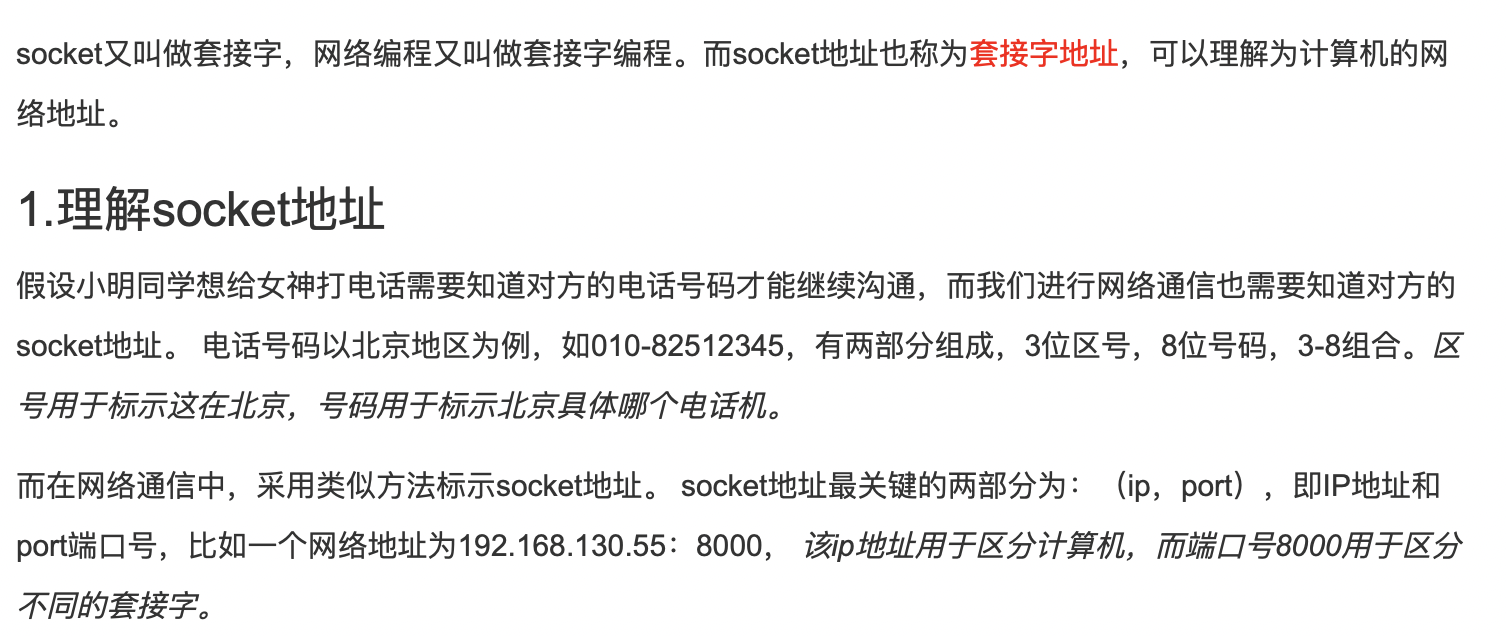 socket又叫做套接字，网络编程又叫做套接字编程。而socket地址也称为套接字地址，可以理解为计算机的网
络地址。
1.理解socket地址
假设小明同学想给女神打电话需要知道对方的电话号码才能继续沟通，而我们进行网络通信也需要知道对方的
socket地址。 电话号码以北京地区为例，如010-82512345，有两部分组成，3位区号，8位号码，3-8组合。区
号用于标示这在北京，号码用于标示北京具体哪个电话机。
而在网络通信中，采用类似方法标示socket地址。 socket地址最关键的两部分为：（ip，port）, 即IP地址和
port端口号，比如一个网络地址为192.168.130.55：8000， 该ip地址用于区分计算机，而端口号8000用于区分
不同的套接字。